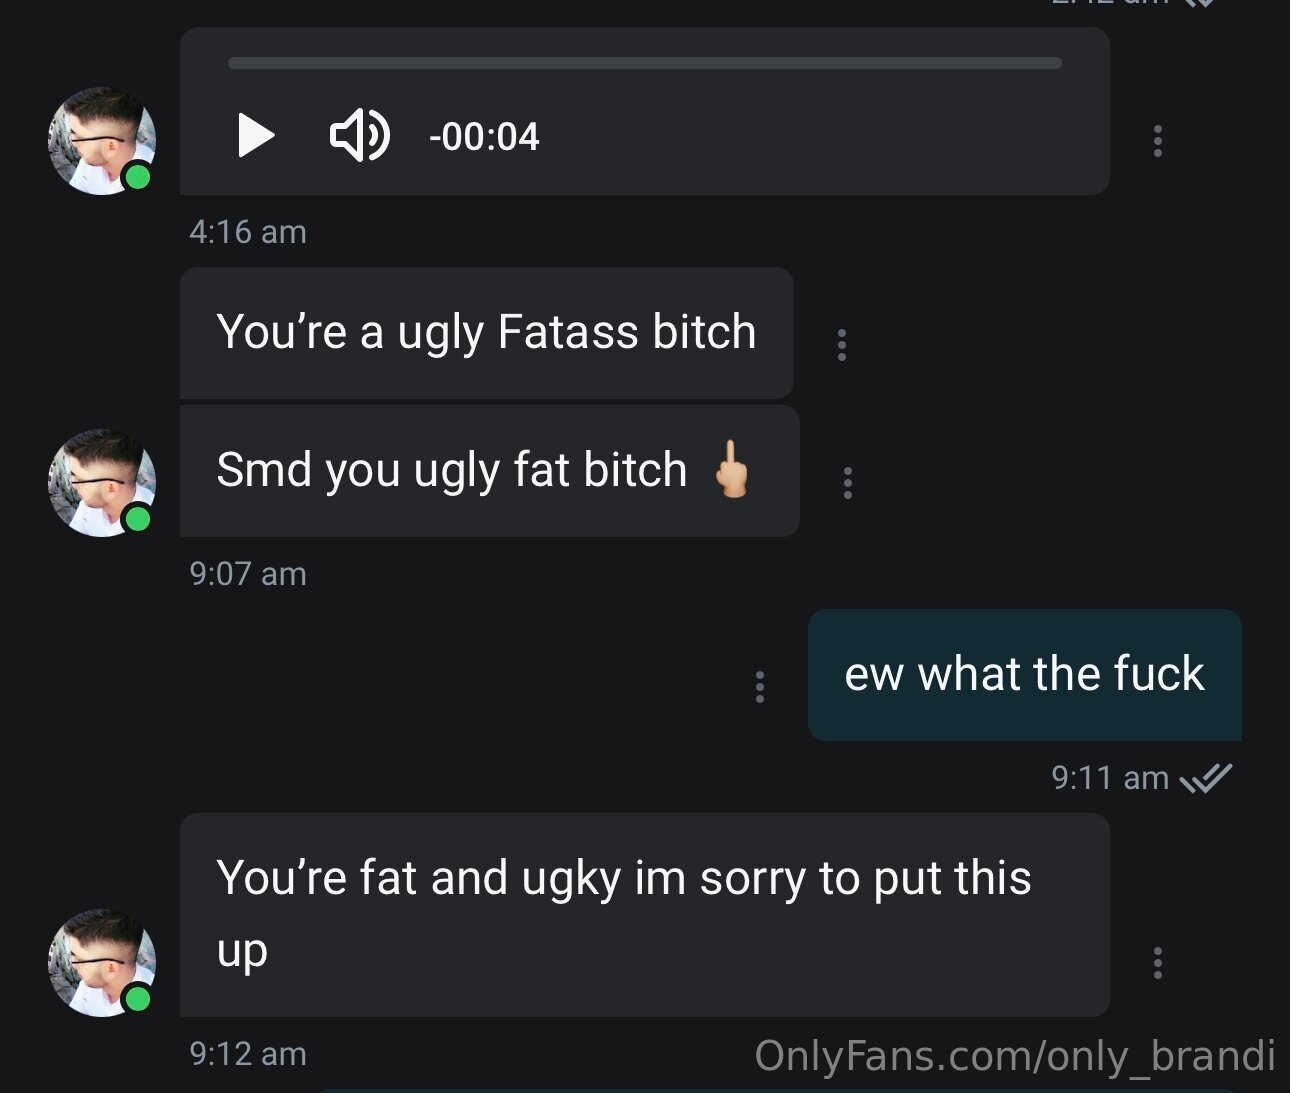 -00:04
4:16 am
You're a ugly Fatass bitch
Smd you ugly fat bitch 🖕🏼
9:07 am
ew what the fuck
9:11 am
You're fat and ugky im sorry to put this
up
9:12 am
OnlyFans.com/only_brandi